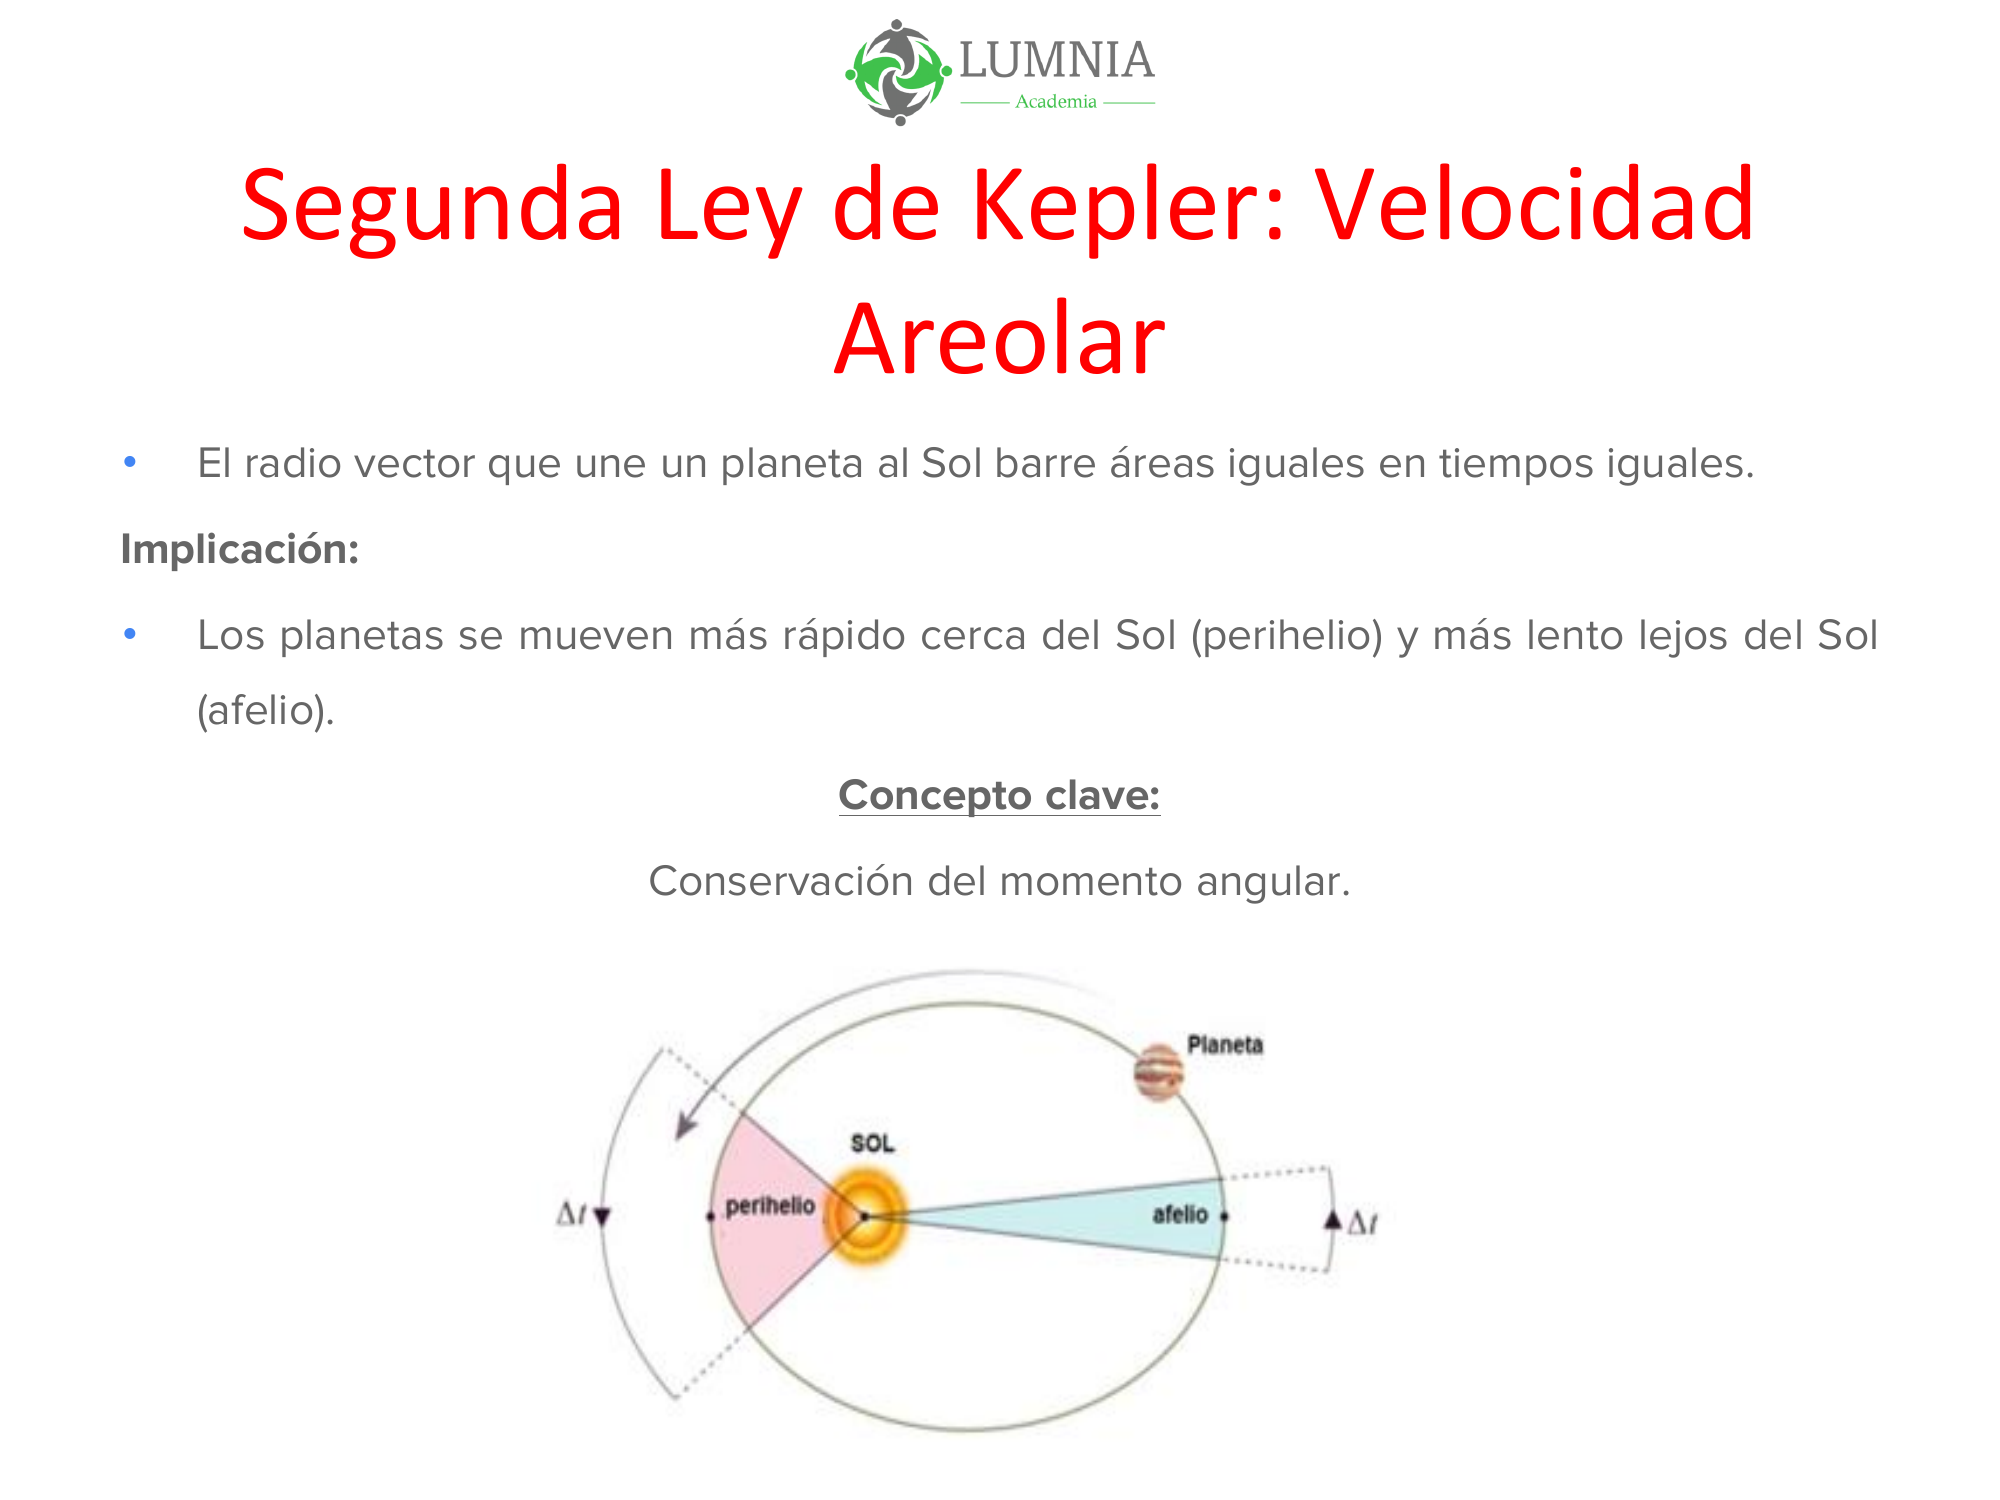 LUMNIA
Academia
Segunda Ley de Kepler: Velocidad
Areolar
• El radio vector que une un planeta al Sol barre áreas iguales en tiempos iguales.
Implicación:
• Los planetas se mueven más rápido cerca del Sol (perihelio) y más lento lejos del Sol
(afelio).
Concepto clave:
Conservación del momento angular.
Planeta
SOL
perihelio
afelio
Δt
Δt